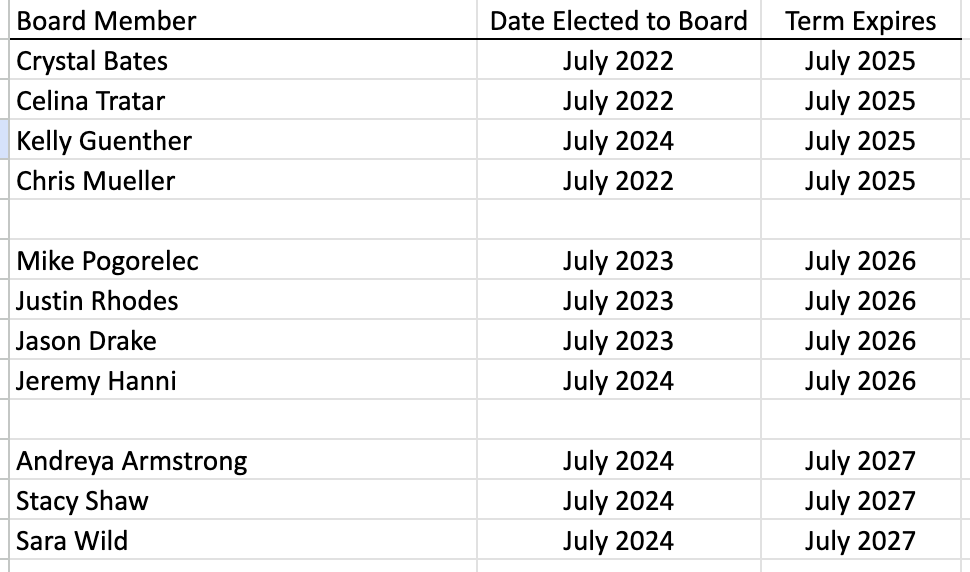 Board Member Date Elected to Board Term Expires
Crystal Bates July 2022 July 2025
Celina Tratar July 2022 July 2025
Kelly Guenther July 2024 July 2025
Chris Mueller July 2022 July 2025
Mike Pogorelec July 2023 July 2026
Justin Rhodes July 2023 July 2026
Jason Drake July 2023 July 2026
Jeremy Hanni July 2024 July 2026
Andreya Armstrong July 2024 July 2027
Stacy Shaw July 2024 July 2027
Sara Wild July 2024 July 2027